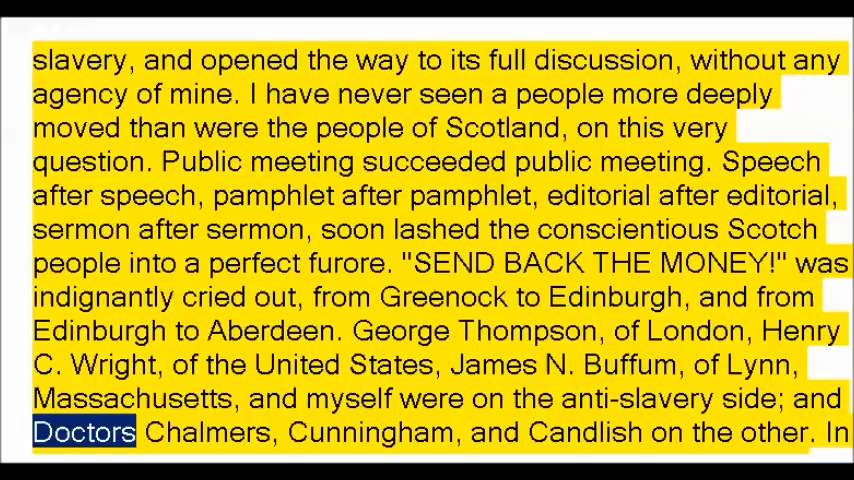 slavery, and opened the way to its full discussion, without any
agency of mine. I have never seen a people more deeply
moved than were the people of Scotland, on this very
question. Public meeting succeeded public meeting. Speech
after speech, pamphlet after pamphlet, editorial after editorial,
sermon after sermon, soon lashed the conscientious Scotch
people into a perfect furore. "SEND BACK THE MONEY!" was
indignantly cried out, from Greenock to Edinburgh, and from
Edinburgh to Aberdeen. George Thompson, of London, Henry
C. Wright, of the United States, James N. Buffum, of Lynn,
Massachusetts, and myself were on the anti-slavery side; and
Doctors Chalmers, Cunningham, and Candlish on the other. In